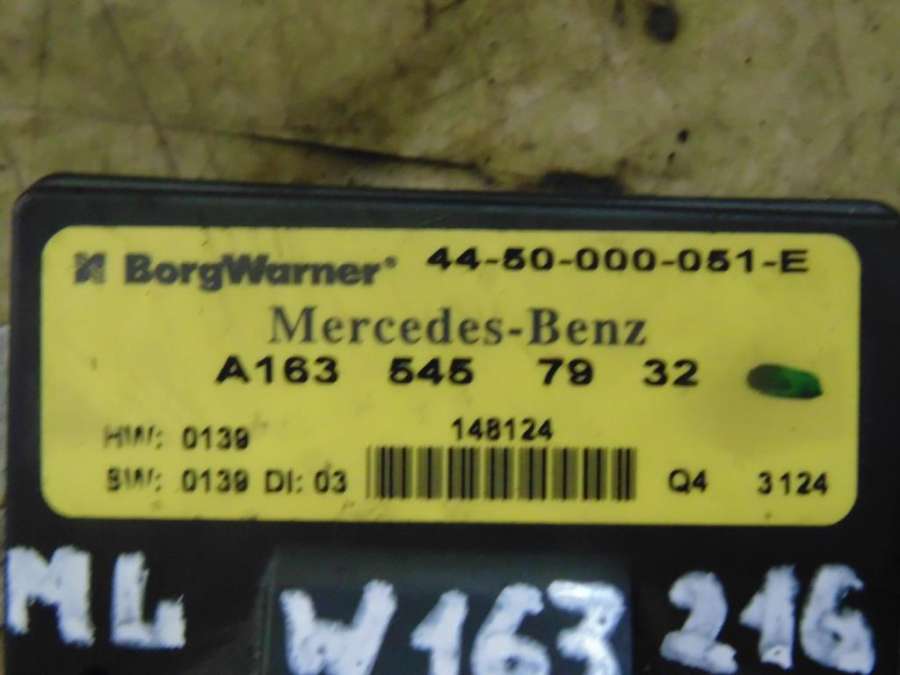 BorgWarner® 44-50-000-051-E
Mercedes-Benz
A163 545 79 32
HW: 0139 148124
SW: 0139 DI: 03 Q4 3124
ML W163 216